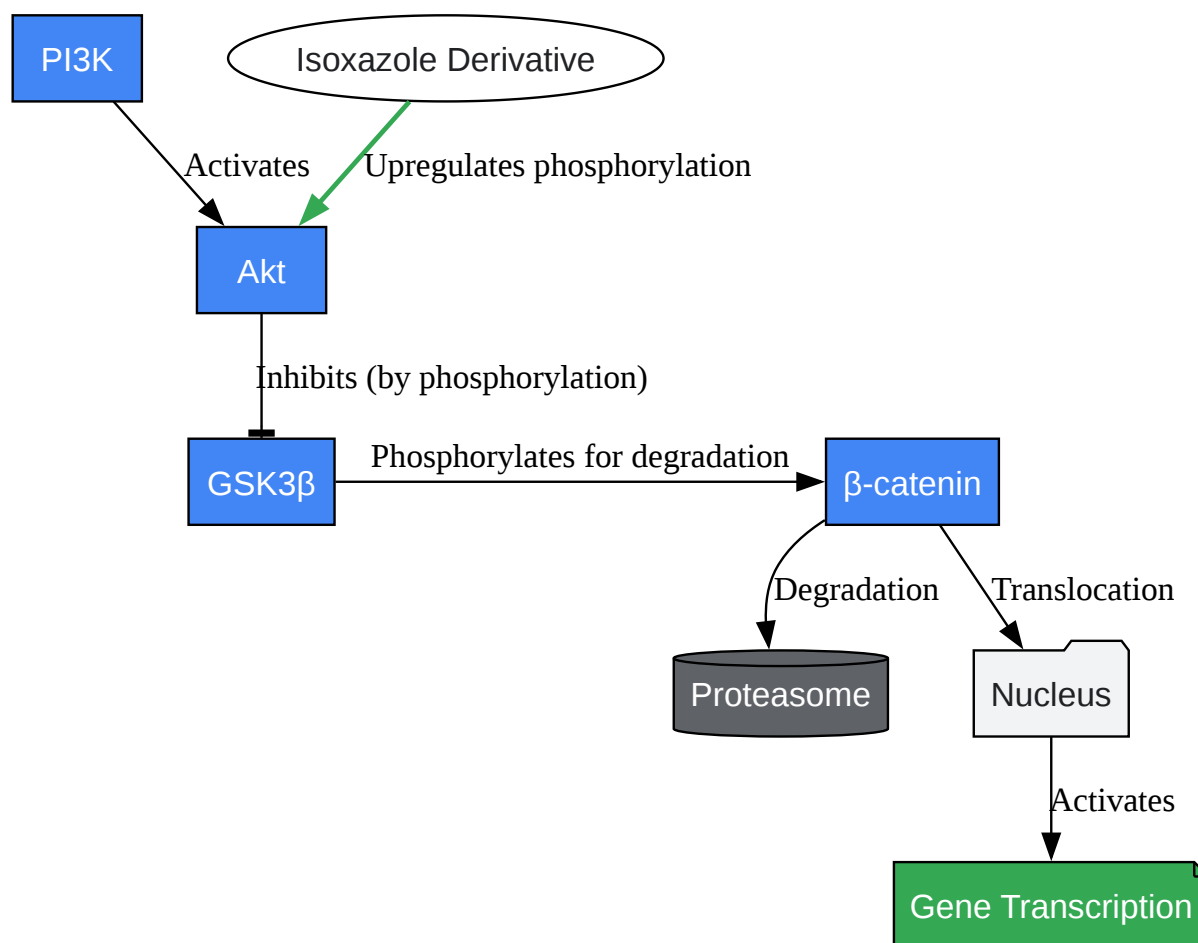 PI3K
Isoxazole Derivative
Activates
Upregulates phosphorylation
Akt
Inhibits (by phosphorylation)
GSK3β
Phosphorylates for degradation
β-catenin
Degradation
Translocation
Proteasome
Nucleus
Activates
Gene Transcription